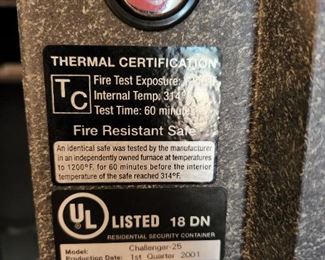 THERMAL CERTIFICATION
TC
Fire Test Exposure:
Internal Temp: 314°
Test Time: 60 minutes
Fire Resistant Safe
An identical safe was tested by the manufacturer
in an independently owned furnace at temperatures
to 1200°F. for 60 minutes before the interior
temperature of the safe reached 314°F.
UL LISTED 18 DN
RESIDENTIAL SECURITY CONTAINER
Model: Challenger-25
Production Date: 1st Quarter 2001